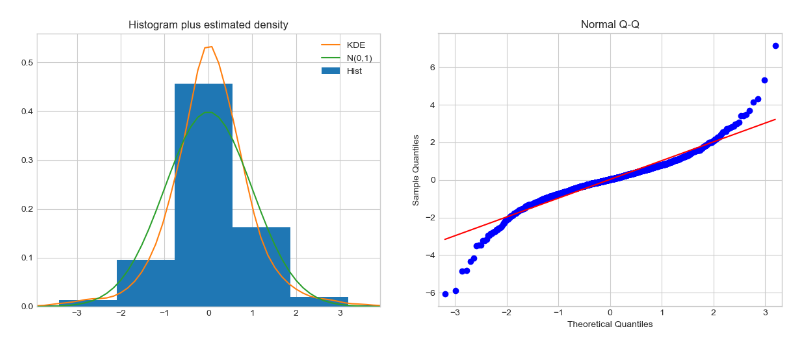 Histogram plus estimated density
KDE
N(0,1)
Hist
0.5
0.4
0.3
0.2
0.1
0.0
−3 −2 −1 0 1 2 3
Normal Q-Q
Sample Quantiles
6
4
2
0
−2
−4
−6
−3 −2 −1 0 1 2 3
Theoretical Quantiles